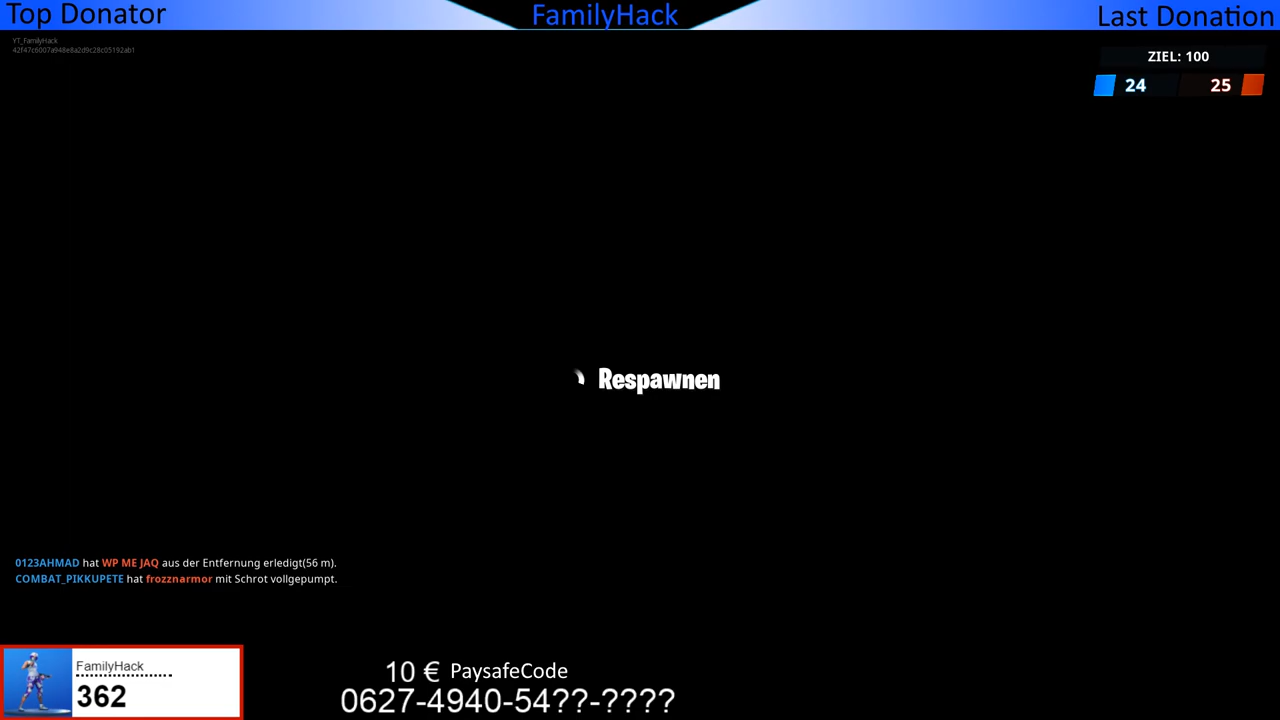 Top Donator
FamilyHack
Last Donation
YT_FamilyHack
42f47c6007a948e8a2d9c28c05192ab1
ZIEL: 100
24
25
Respawnen
0123AHMAD hat WP ME JAQ aus der Entfernung erledigt(56 m).
COMBAT_PIKKUPETE hat frozznarmor mit Schrot vollgepumpt.
FamilyHack
362
10 € PaysafeCode
0627-4940-54??-????